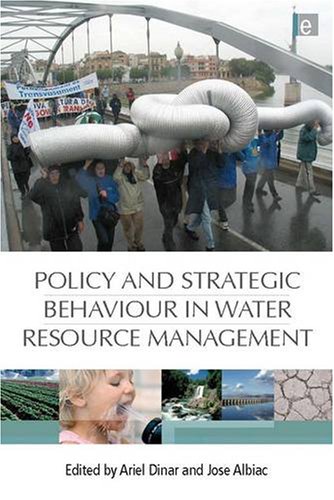 e
Transvasament
POLICY AND STRATEGIC
BEHAVIOUR IN WATER
RESOURCE MANAGEMENT
Edited by Ariel Dinar and Jose Albiac